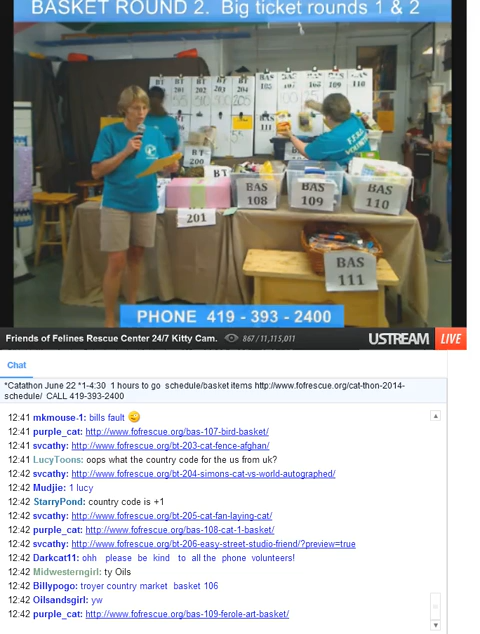 BASKET ROUND 2. Big ticket rounds 1 & 2
BT 201
BT 202
BT 203
BT 204
BAS 105
109
110
BAS 111
BT 200
BT
201
BAS 108
BAS 109
BAS 110
BAS 111
PHONE 419 - 393 - 2400
Friends of Felines Rescue Center 24/7 Kitty Cam. 867 / 11,115,011 USTREAM LIVE
Chat
*Catathon June 22 *1-4:30 1 hours to go schedule/basket items http://www.fofrescue.org/cat-thon-2014-
schedule/ CALL 419-393-2400
12:41 mkmouse-1: bills fault
12:41 purple_cat: http://www.fofrescue.org/bas-107-bird-basket/
12:41 svcathy: http://www.fofrescue.org/bt-203-cat-fence-afghan/
12:41 LucyToons: oops what the country code for the us from uk?
12:42 svcathy: http://www.fofrescue.org/bt-204-simons-cat-vs-world-autographed/
12:42 Mudjie: 1 lucy
12:42 StarryPond: country code is +1
12:42 svcathy: http://www.fofrescue.org/bt-205-cat-fan-laying-cat/
12:42 purple_cat: http://www.fofrescue.org/bas-108-cat-1-basket/
12:42 svcathy: http://www.fofrescue.org/bt-206-easy-street-studio-friend/?preview=true
12:42 Darkcat11: ohh please be kind to all the phone volunteers!
12:42 Midwesterngirl: ty Oils
12:42 Billypogo: troyer country market basket 106
12:42 Oilsandsgirl: yw
12:42 purple_cat: http://www.fofrescue.org/bas-109-ferole-art-basket/